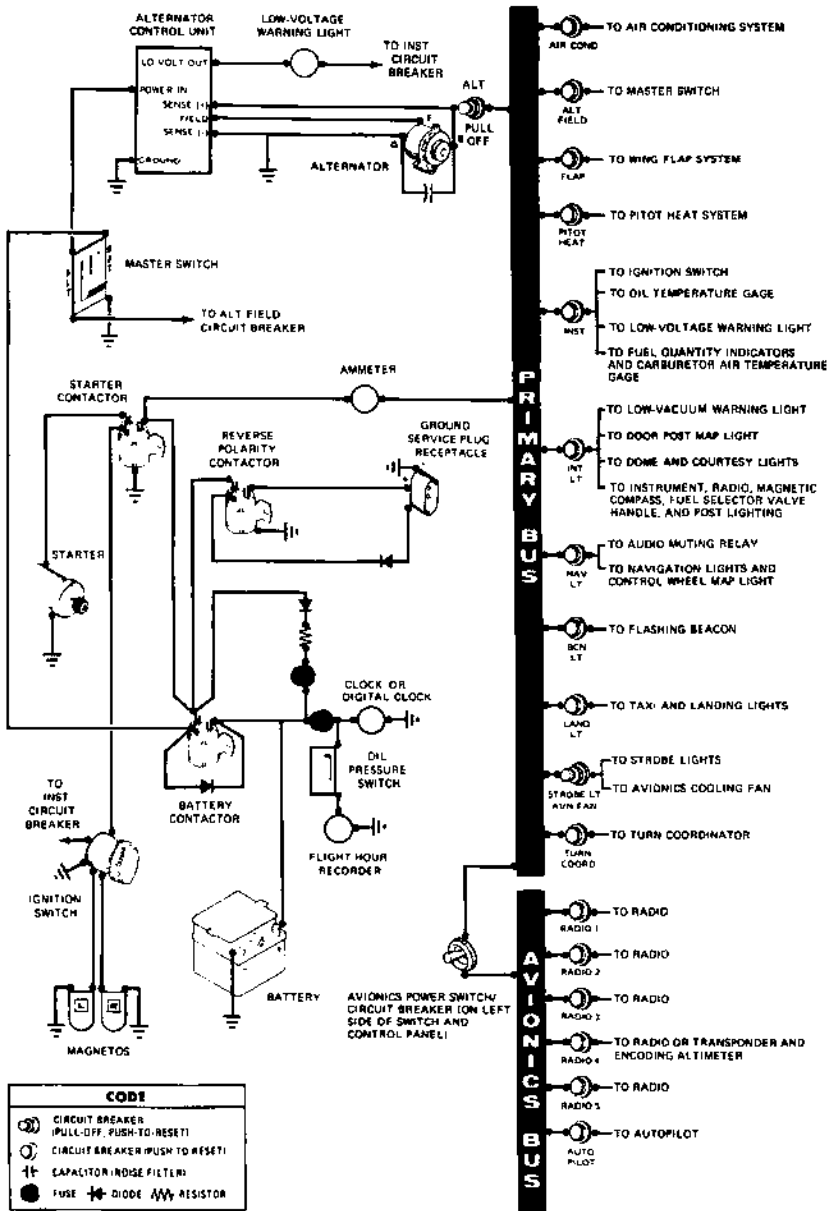 ALTERNATOR
CONTROL UNIT
LOW-VOLTAGE
WARNING LIGHT
LO VOLT OUT
TO INST
CIRCUIT
BREAKER
POWER IN
SENSE (+)
FIELD
SENSE (-)
GROUND
ALT
PULL
OFF
F
A
B
ALTERNATOR
MASTER SWITCH
TO ALT FIELD
CIRCUIT BREAKER
STARTER
CONTACTOR
AMMETER
REVERSE
POLARITY
CONTACTOR
GROUND
SERVICE PLUG
RECEPTACLE
STARTER
CLOCK OR
DIGITAL CLOCK
OIL
PRESSURE
SWITCH
BATTERY
CONTACTOR
FLIGHT HOUR
RECORDER
TO
INST
CIRCUIT
BREAKER
IGNITION
SWITCH
MAGNETOS
L
R
BATTERY
AVIONICS POWER SWITCH/
CIRCUIT BREAKER (ON LEFT
SIDE OF SWITCH AND
CONTROL PANEL)
PRIMARY BUS
AIR COND
TO AIR CONDITIONING SYSTEM
ALT
FIELD
TO MASTER SWITCH
FLAP
TO WING FLAP SYSTEM
PITOT
HEAT
TO PITOT HEAT SYSTEM
INST
TO IGNITION SWITCH
TO OIL TEMPERATURE GAGE
TO LOW-VOLTAGE WARNING LIGHT
TO FUEL QUANTITY INDICATORS
AND CARBURETOR AIR TEMPERATURE
GAGE
INT
LT
TO LOW-VACUUM WARNING LIGHT
TO DOOR POST MAP LIGHT
TO DOME AND COURTESY LIGHTS
TO INSTRUMENT, RADIO, MAGNETIC
COMPASS, FUEL SELECTOR VALVE
HANDLE, AND POST LIGHTING
NAV
LT
TO AUDIO MUTING RELAY
TO NAVIGATION LIGHTS AND
CONTROL WHEEL MAP LIGHT
BCN
LT
TO FLASHING BEACON
LAND
LT
TO TAXI AND LANDING LIGHTS
STROBE LT
AVN FAN
TO STROBE LIGHTS
TO AVIONICS COOLING FAN
TURN
COORD
TO TURN COORDINATOR
AVIONICS BUS
RADIO 1
TO RADIO
RADIO 2
TO RADIO
RADIO 3
TO RADIO
RADIO 4
TO RADIO OR TRANSPONDER AND
ENCODING ALTIMETER
RADIO 5
TO RADIO
AUTO
PILOT
TO AUTOPILOT
CODE
CIRCUIT BREAKER
(PULL-OFF, PUSH-TO-RESET)
CIRCUIT BREAKER (PUSH TO RESET)
CAPACITOR (NOISE FILTER)
FUSE
DIODE
RESISTOR